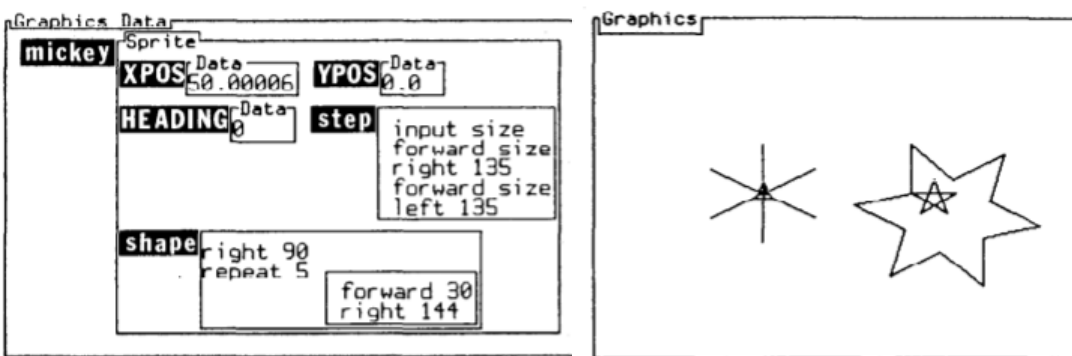 Graphics Data
mickey
Sprite
XPOS
Data
50.00006
YPOS
Data
0.0
HEADING
Data
0
step
input size
forward size
right 135
forward size
left 135
shape
right 90
repeat 5
forward 30
right 144
Graphics